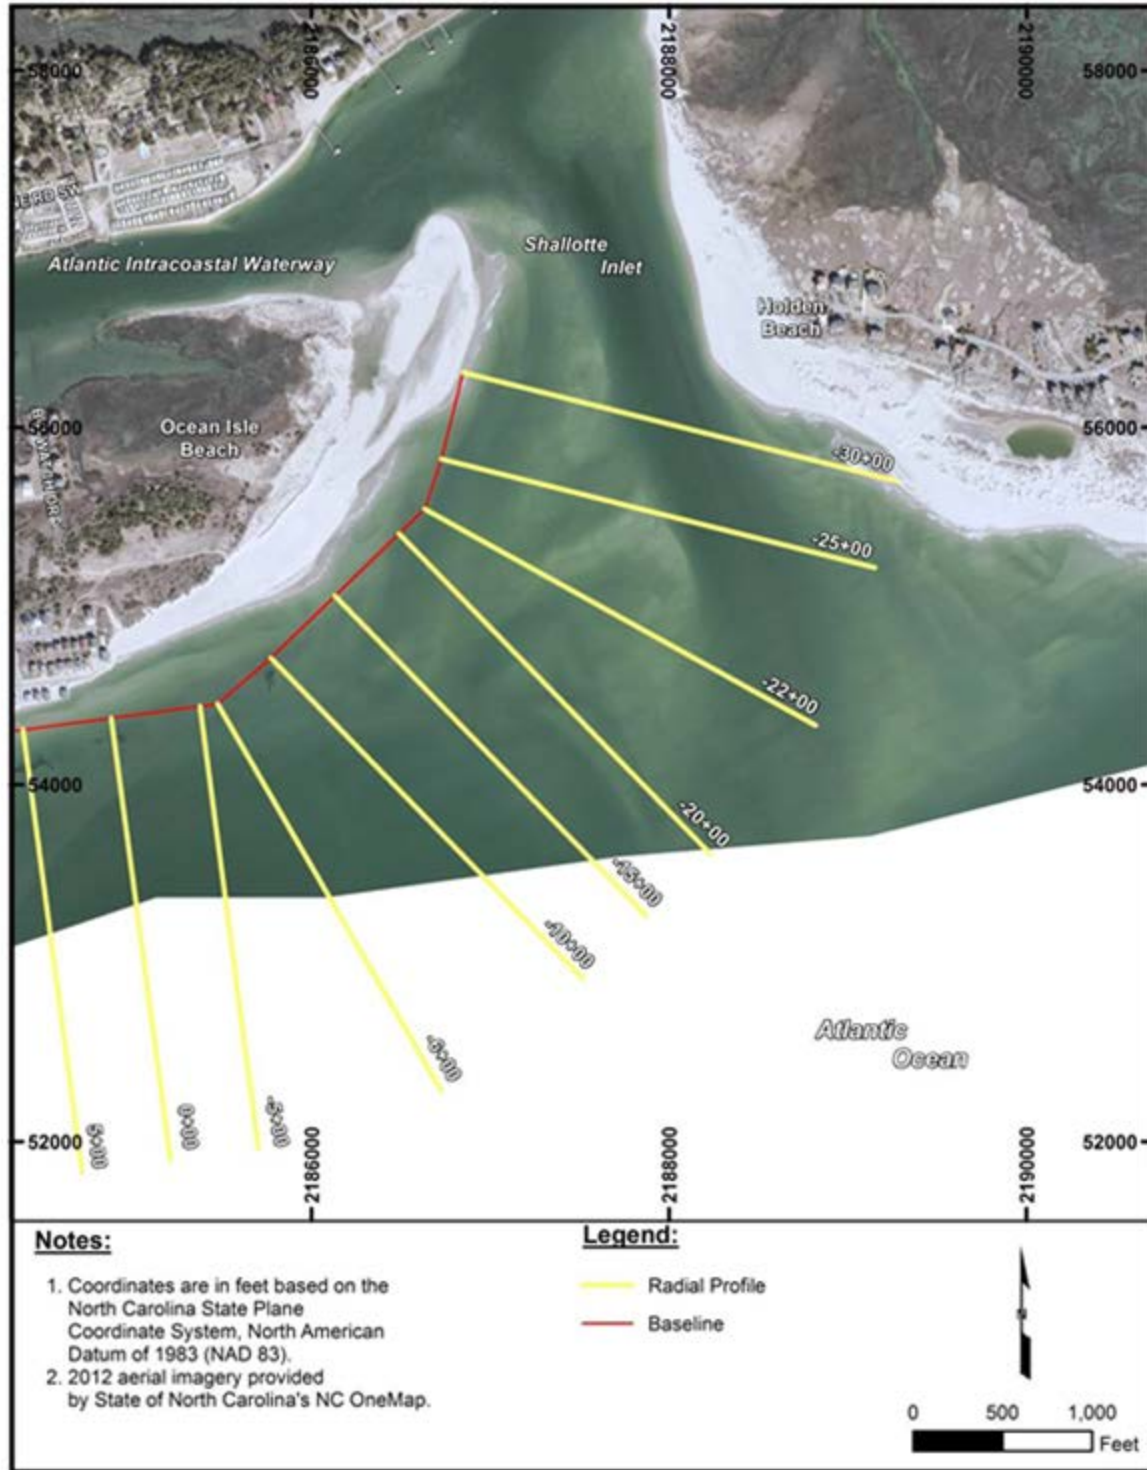 2186000
2188000
2190000
58000
58000
NE RD SW
Shallotte
Inlet
Atlantic Intracoastal Waterway
Holden
Beach
Ocean Isle
Beach
56000
56000
-30+00
-25+00
-22+00
54000
54000
-20+00
-15+00
-10+00
-6+00
-5+00
0+00
5+00
Atlantic
Ocean
52000
52000
2186000
2188000
2190000
Notes:
1. Coordinates are in feet based on the
North Carolina State Plane
Coordinate System, North American
Datum of 1983 (NAD 83).
2. 2012 aerial imagery provided
by State of North Carolina's NC OneMap.
Legend:
Radial Profile
Baseline
0 500 1,000
Feet